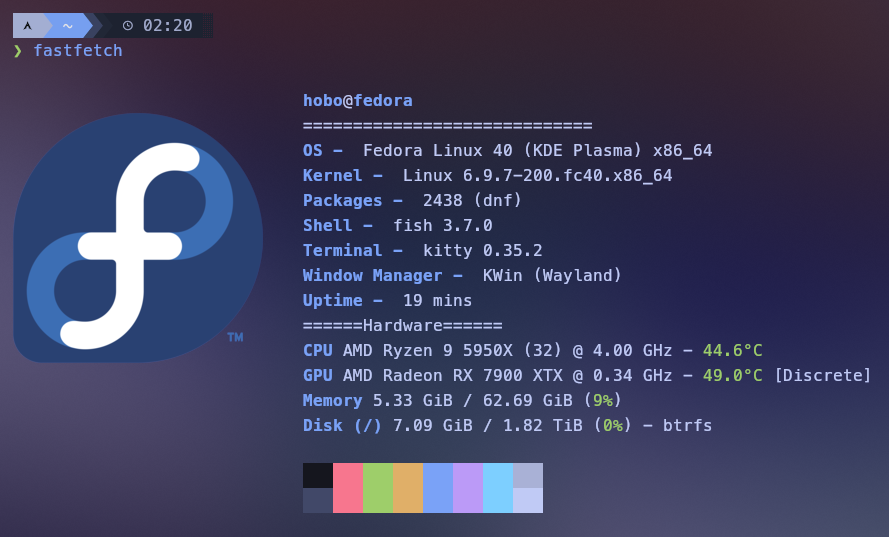 ~ 02:20
❯ fastfetch
hobo@fedora
=============================
OS -  Fedora Linux 40 (KDE Plasma) x86_64
Kernel -  Linux 6.9.7-200.fc40.x86_64
Packages -  2438 (dnf)
Shell -  fish 3.7.0
Terminal -  kitty 0.35.2
Window Manager -  KWin (Wayland)
Uptime -  19 mins
======Hardware======
CPU AMD Ryzen 9 5950X (32) @ 4.00 GHz - 44.6°C
GPU AMD Radeon RX 7900 XTX @ 0.34 GHz - 49.0°C [Discrete]
Memory 5.33 GiB / 62.69 GiB (9%)
Disk (/) 7.09 GiB / 1.82 TiB (0%) - btrfs
TM